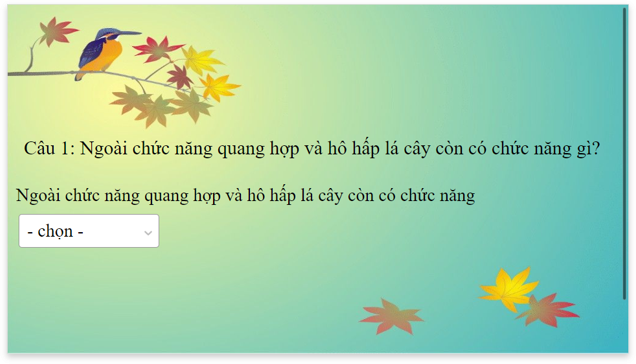 Câu 1: Ngoài chức năng quang hợp và hô hấp lá cây còn có chức năng gì?
Ngoài chức năng quang hợp và hô hấp lá cây còn có chức năng
- chọn -